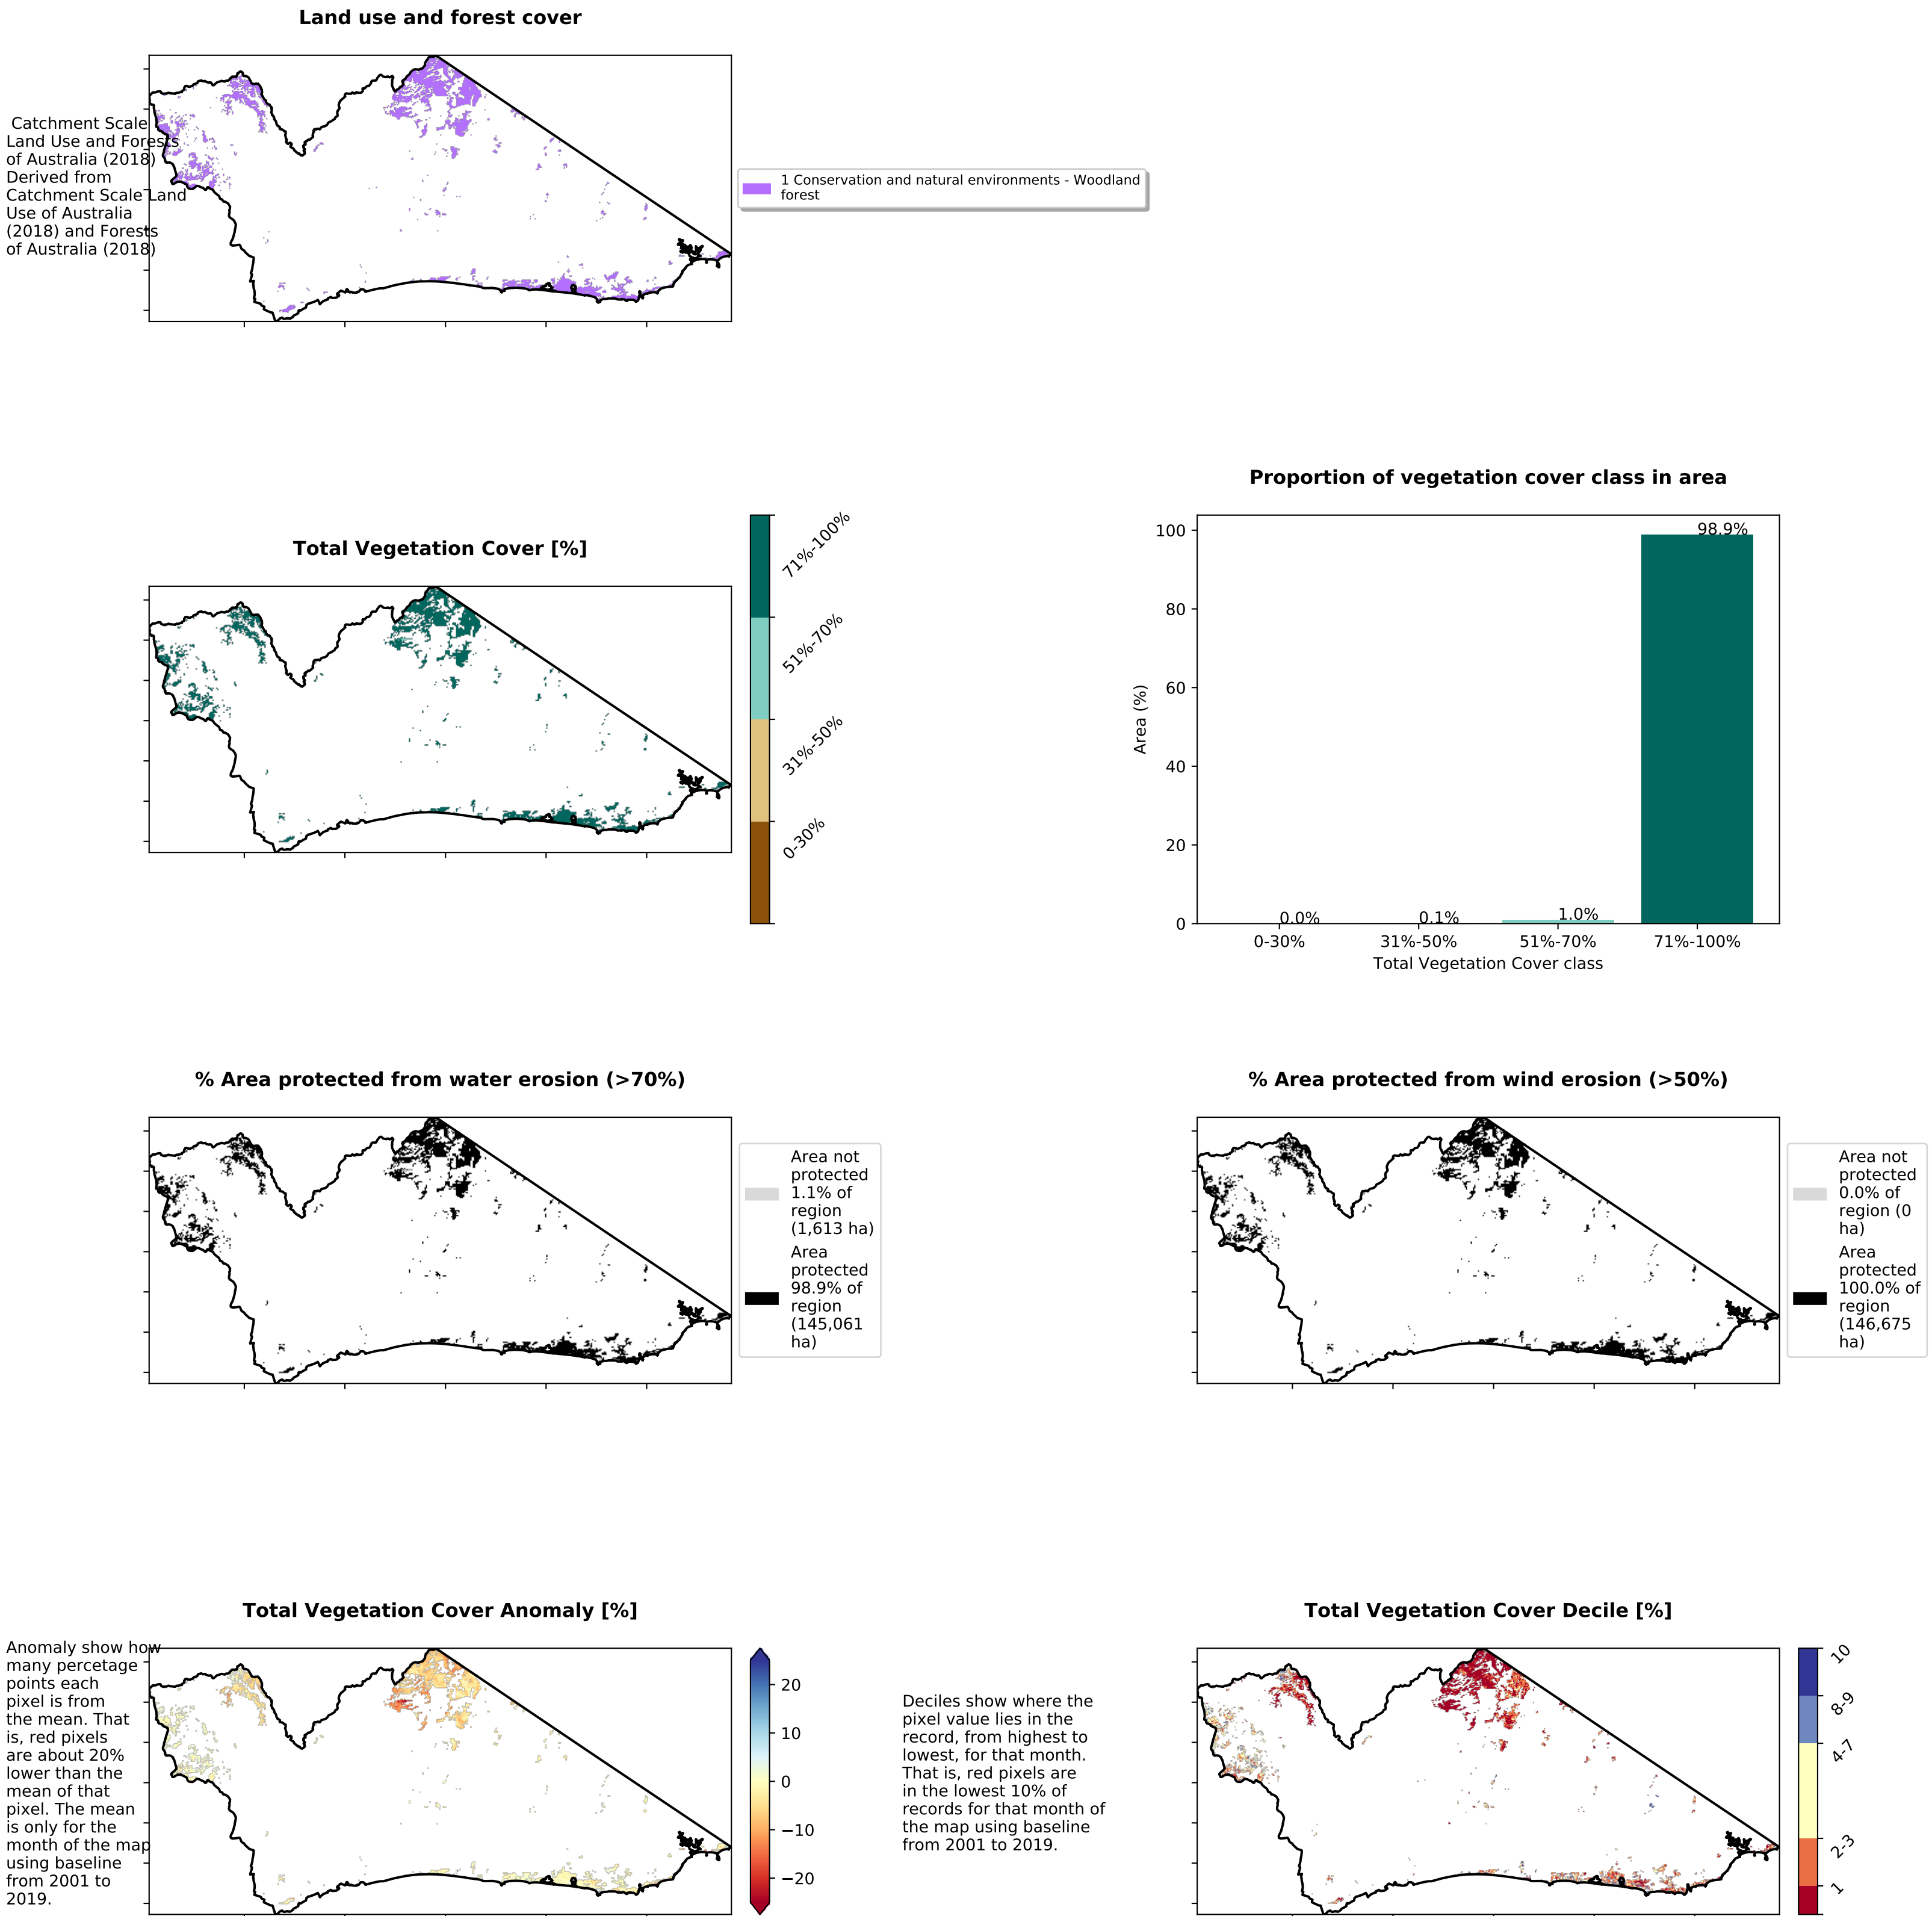 Land use and forest cover
Catchment Scale
Land Use and Forests
of Australia (2018)
Derived from
Catchment Scale Land
Use of Australia
(2018) and Forests
of Australia (2018)
1 Conservation and natural environments - Woodland
forest
Total Vegetation Cover [%]
71%-100%
51%-70%
31%-50%
0-30%
Proportion of vegetation cover class in area
Area (%)
100
80
60
40
20
0
0.0%
0.1%
1.0%
98.9%
0-30%
31%-50%
51%-70%
71%-100%
Total Vegetation Cover class
% Area protected from water erosion (>70%)
Area not
protected
1.1% of
region
(1,613 ha)
Area
protected
98.9% of
region
(145,061
ha)
% Area protected from wind erosion (>50%)
Area not
protected
0.0% of
region (0
ha)
Area
protected
100.0% of
region
(146,675
ha)
Total Vegetation Cover Anomaly [%]
Anomaly show how
many percetage
points each
pixel is from
the mean. That
is, red pixels
are about 20%
lower than the
mean of that
pixel. The mean
is only for the
month of the map
using baseline
from 2001 to
2019.
20
10
0
−10
−20
Total Vegetation Cover Decile [%]
Deciles show where the
pixel value lies in the
record, from highest to
lowest, for that month.
That is, red pixels are
in the lowest 10% of
records for that month of
the map using baseline
from 2001 to 2019.
10
8-9
4-7
2-3
1